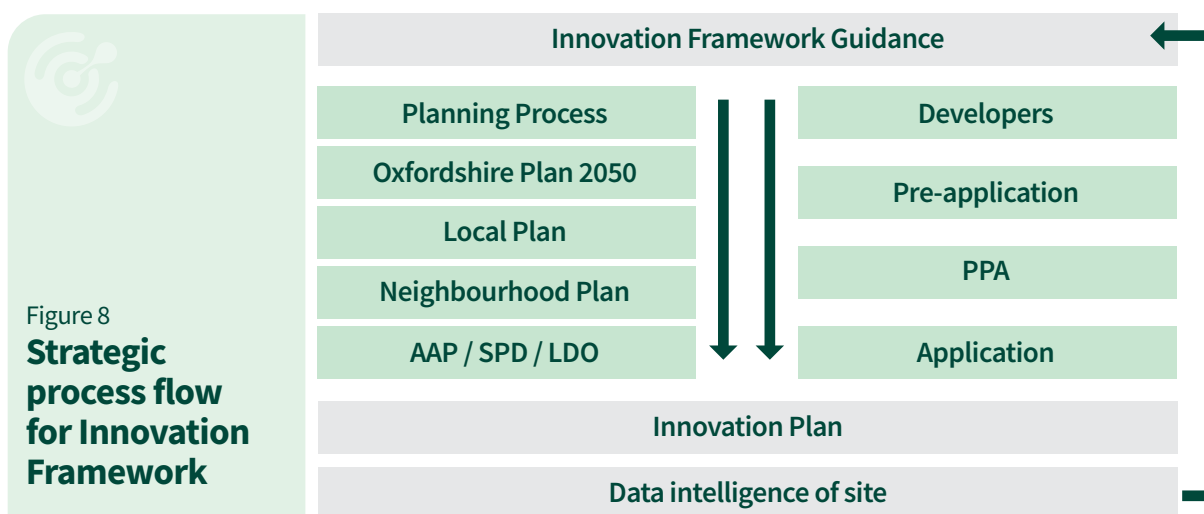 Figure 8
Strategic
process flow
for Innovation
Framework
Innovation Framework Guidance
Planning Process
Oxfordshire Plan 2050
Local Plan
Neighbourhood Plan
AAP / SPD / LDO
Developers
Pre-application
PPA
Application
Innovation Plan
Data intelligence of site